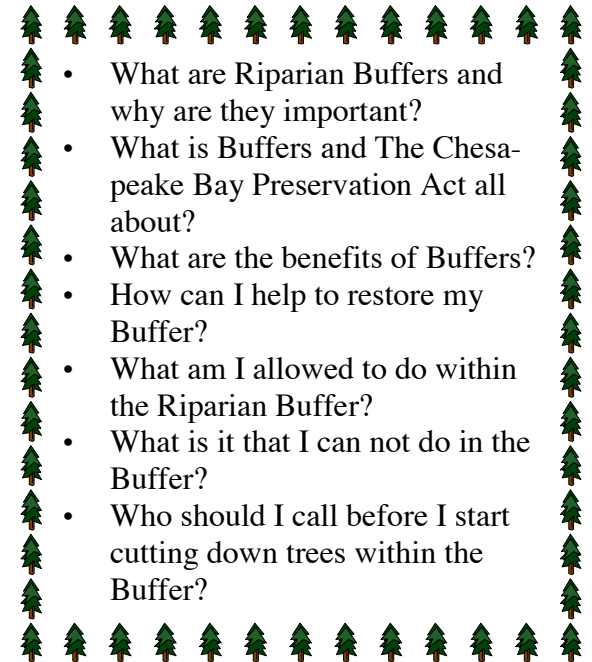 • What are Riparian Buffers and
why are they important?
• What is Buffers and The Chesa-
peake Bay Preservation Act all
about?
• What are the benefits of Buffers?
• How can I help to restore my
Buffer?
• What am I allowed to do within
the Riparian Buffer?
• What is it that I can not do in the
Buffer?
• Who should I call before I start
cutting down trees within the
Buffer?